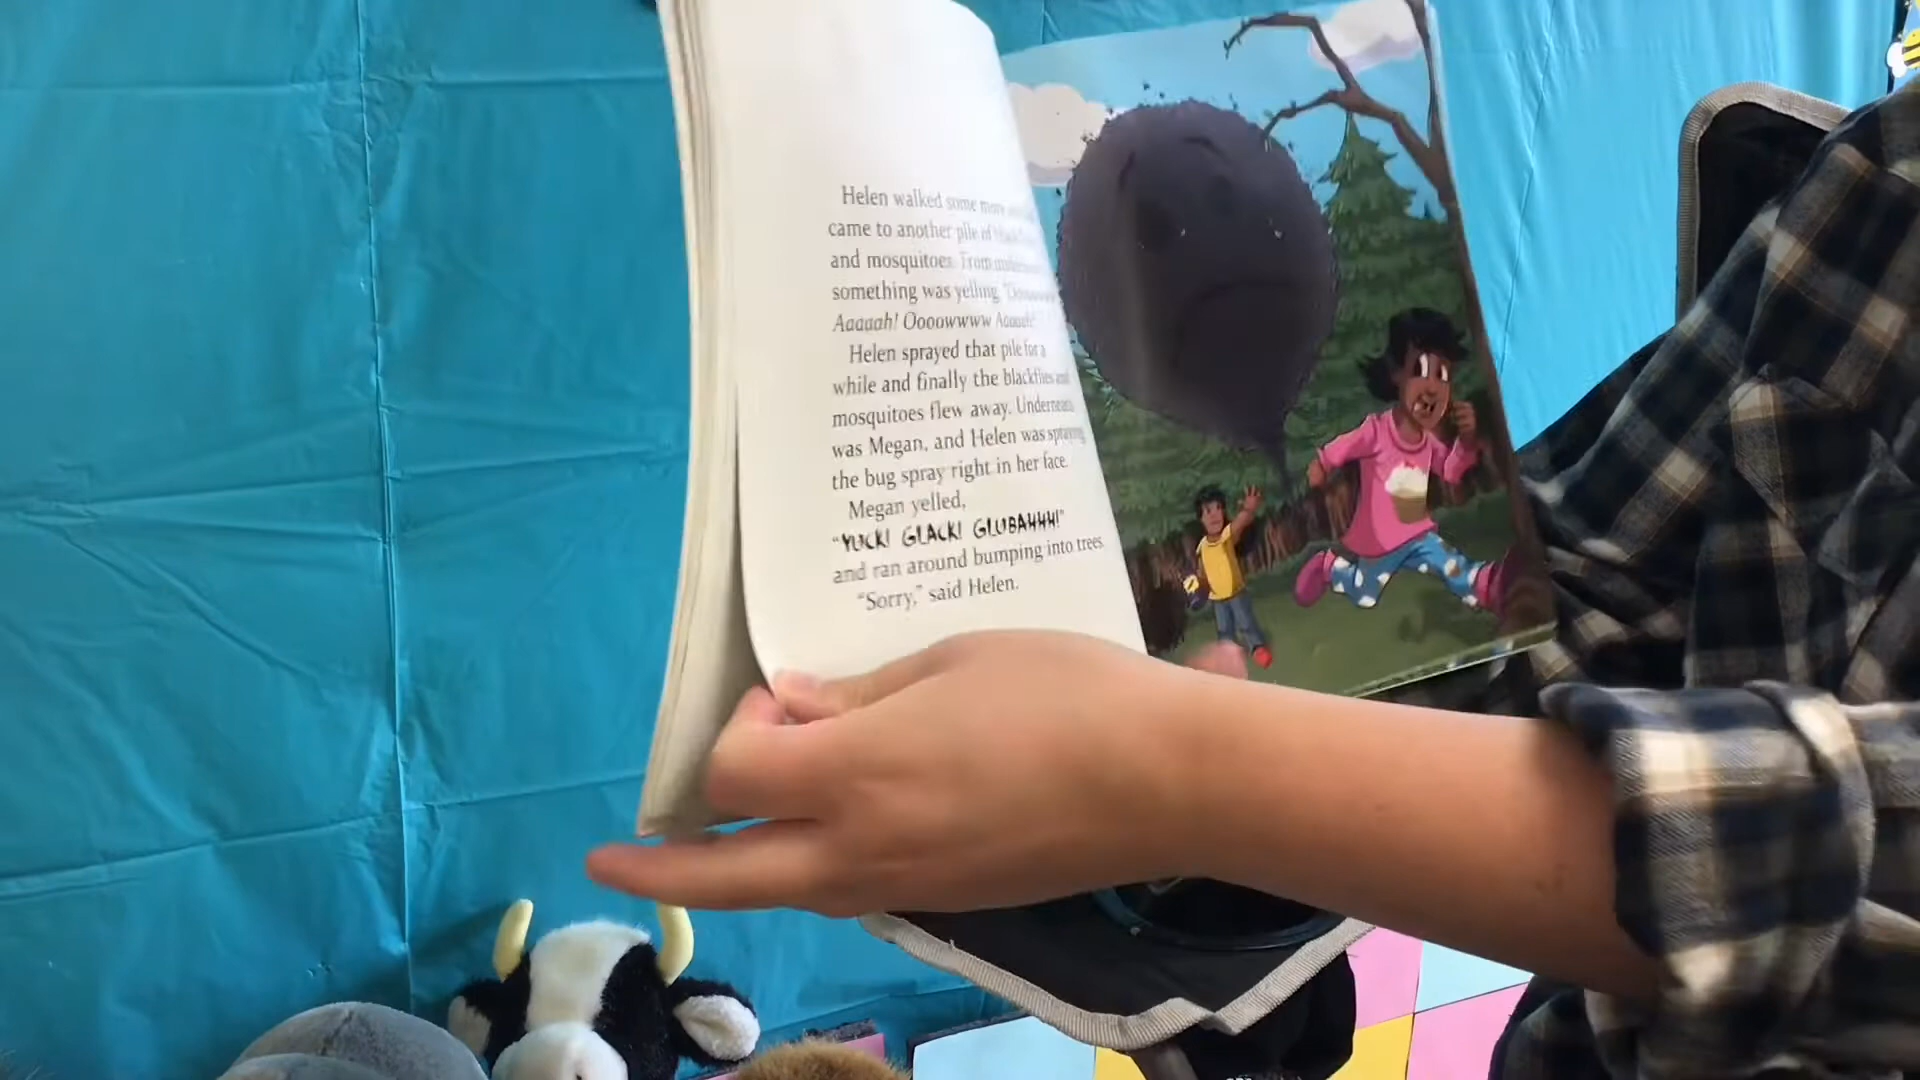 Helen walked some more
came to another pile of
and mosquitoes. From
something was yelling,
Aaaaah! Oooowwww
Helen sprayed that pile for a
while and finally the blackflies and
mosquitoes flew away. Underneath
was Megan, and Helen was spraying
the bug spray right in her face.
Megan yelled,
"YUCK! GLACK! GLUBAHHH!"
and ran around bumping into trees.
"Sorry," said Helen.